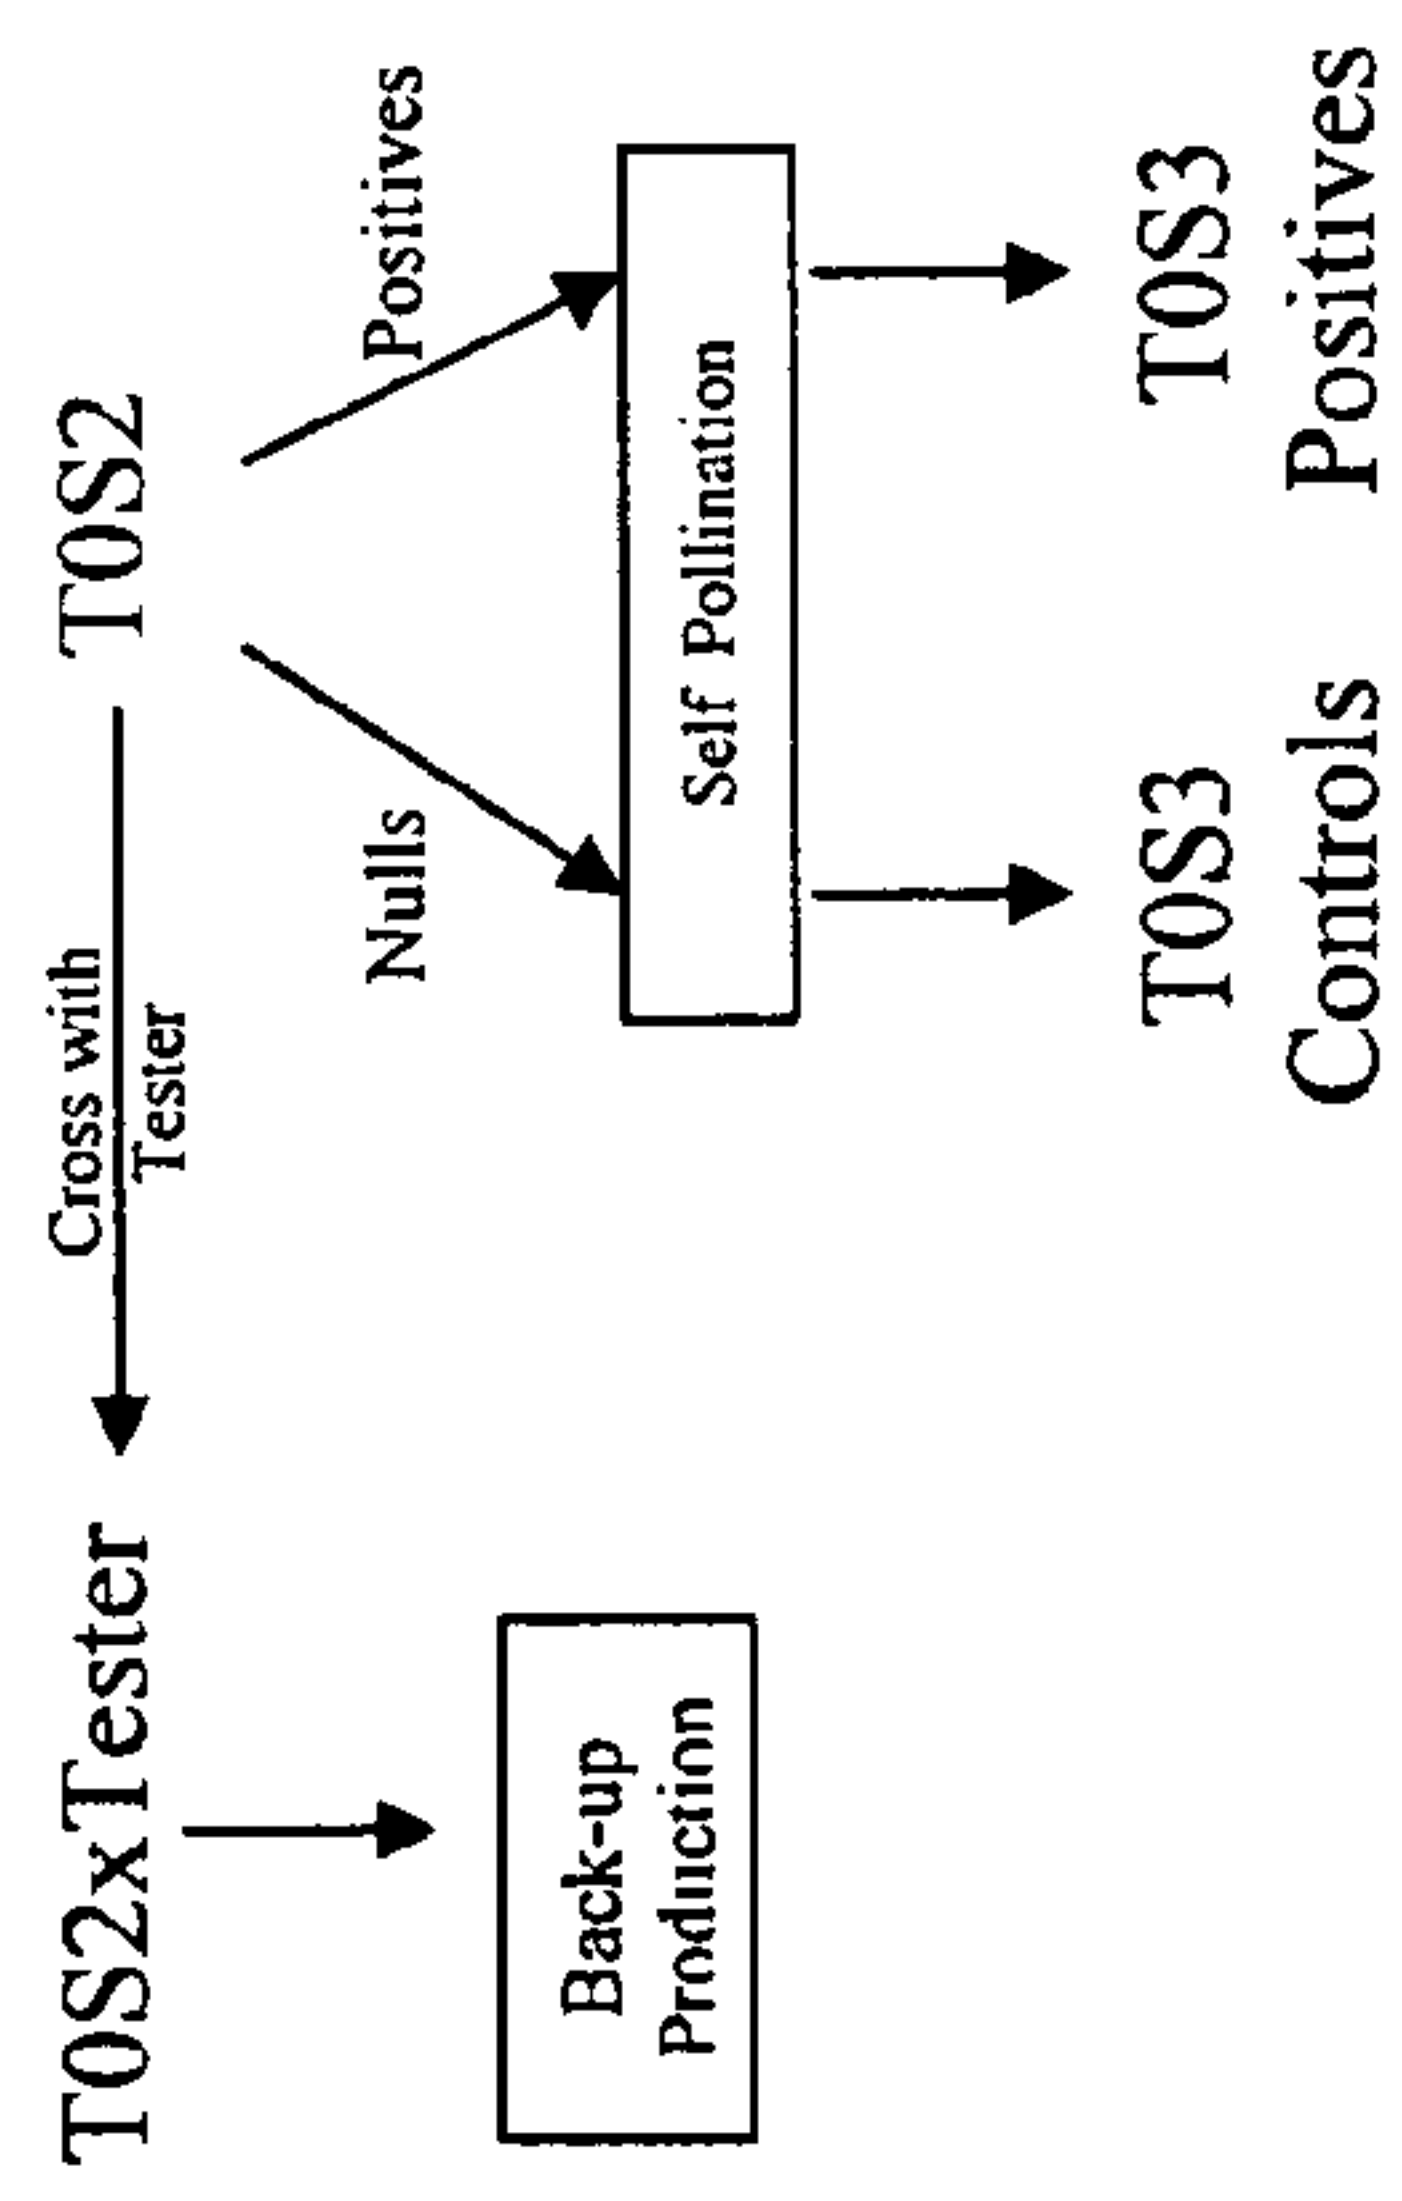 T0S2xTester
Cross with
Tester
T0S2
Nulls
Positives
Back-up
Production
Self Pollination
T0S3
Controls
T0S3
Positives